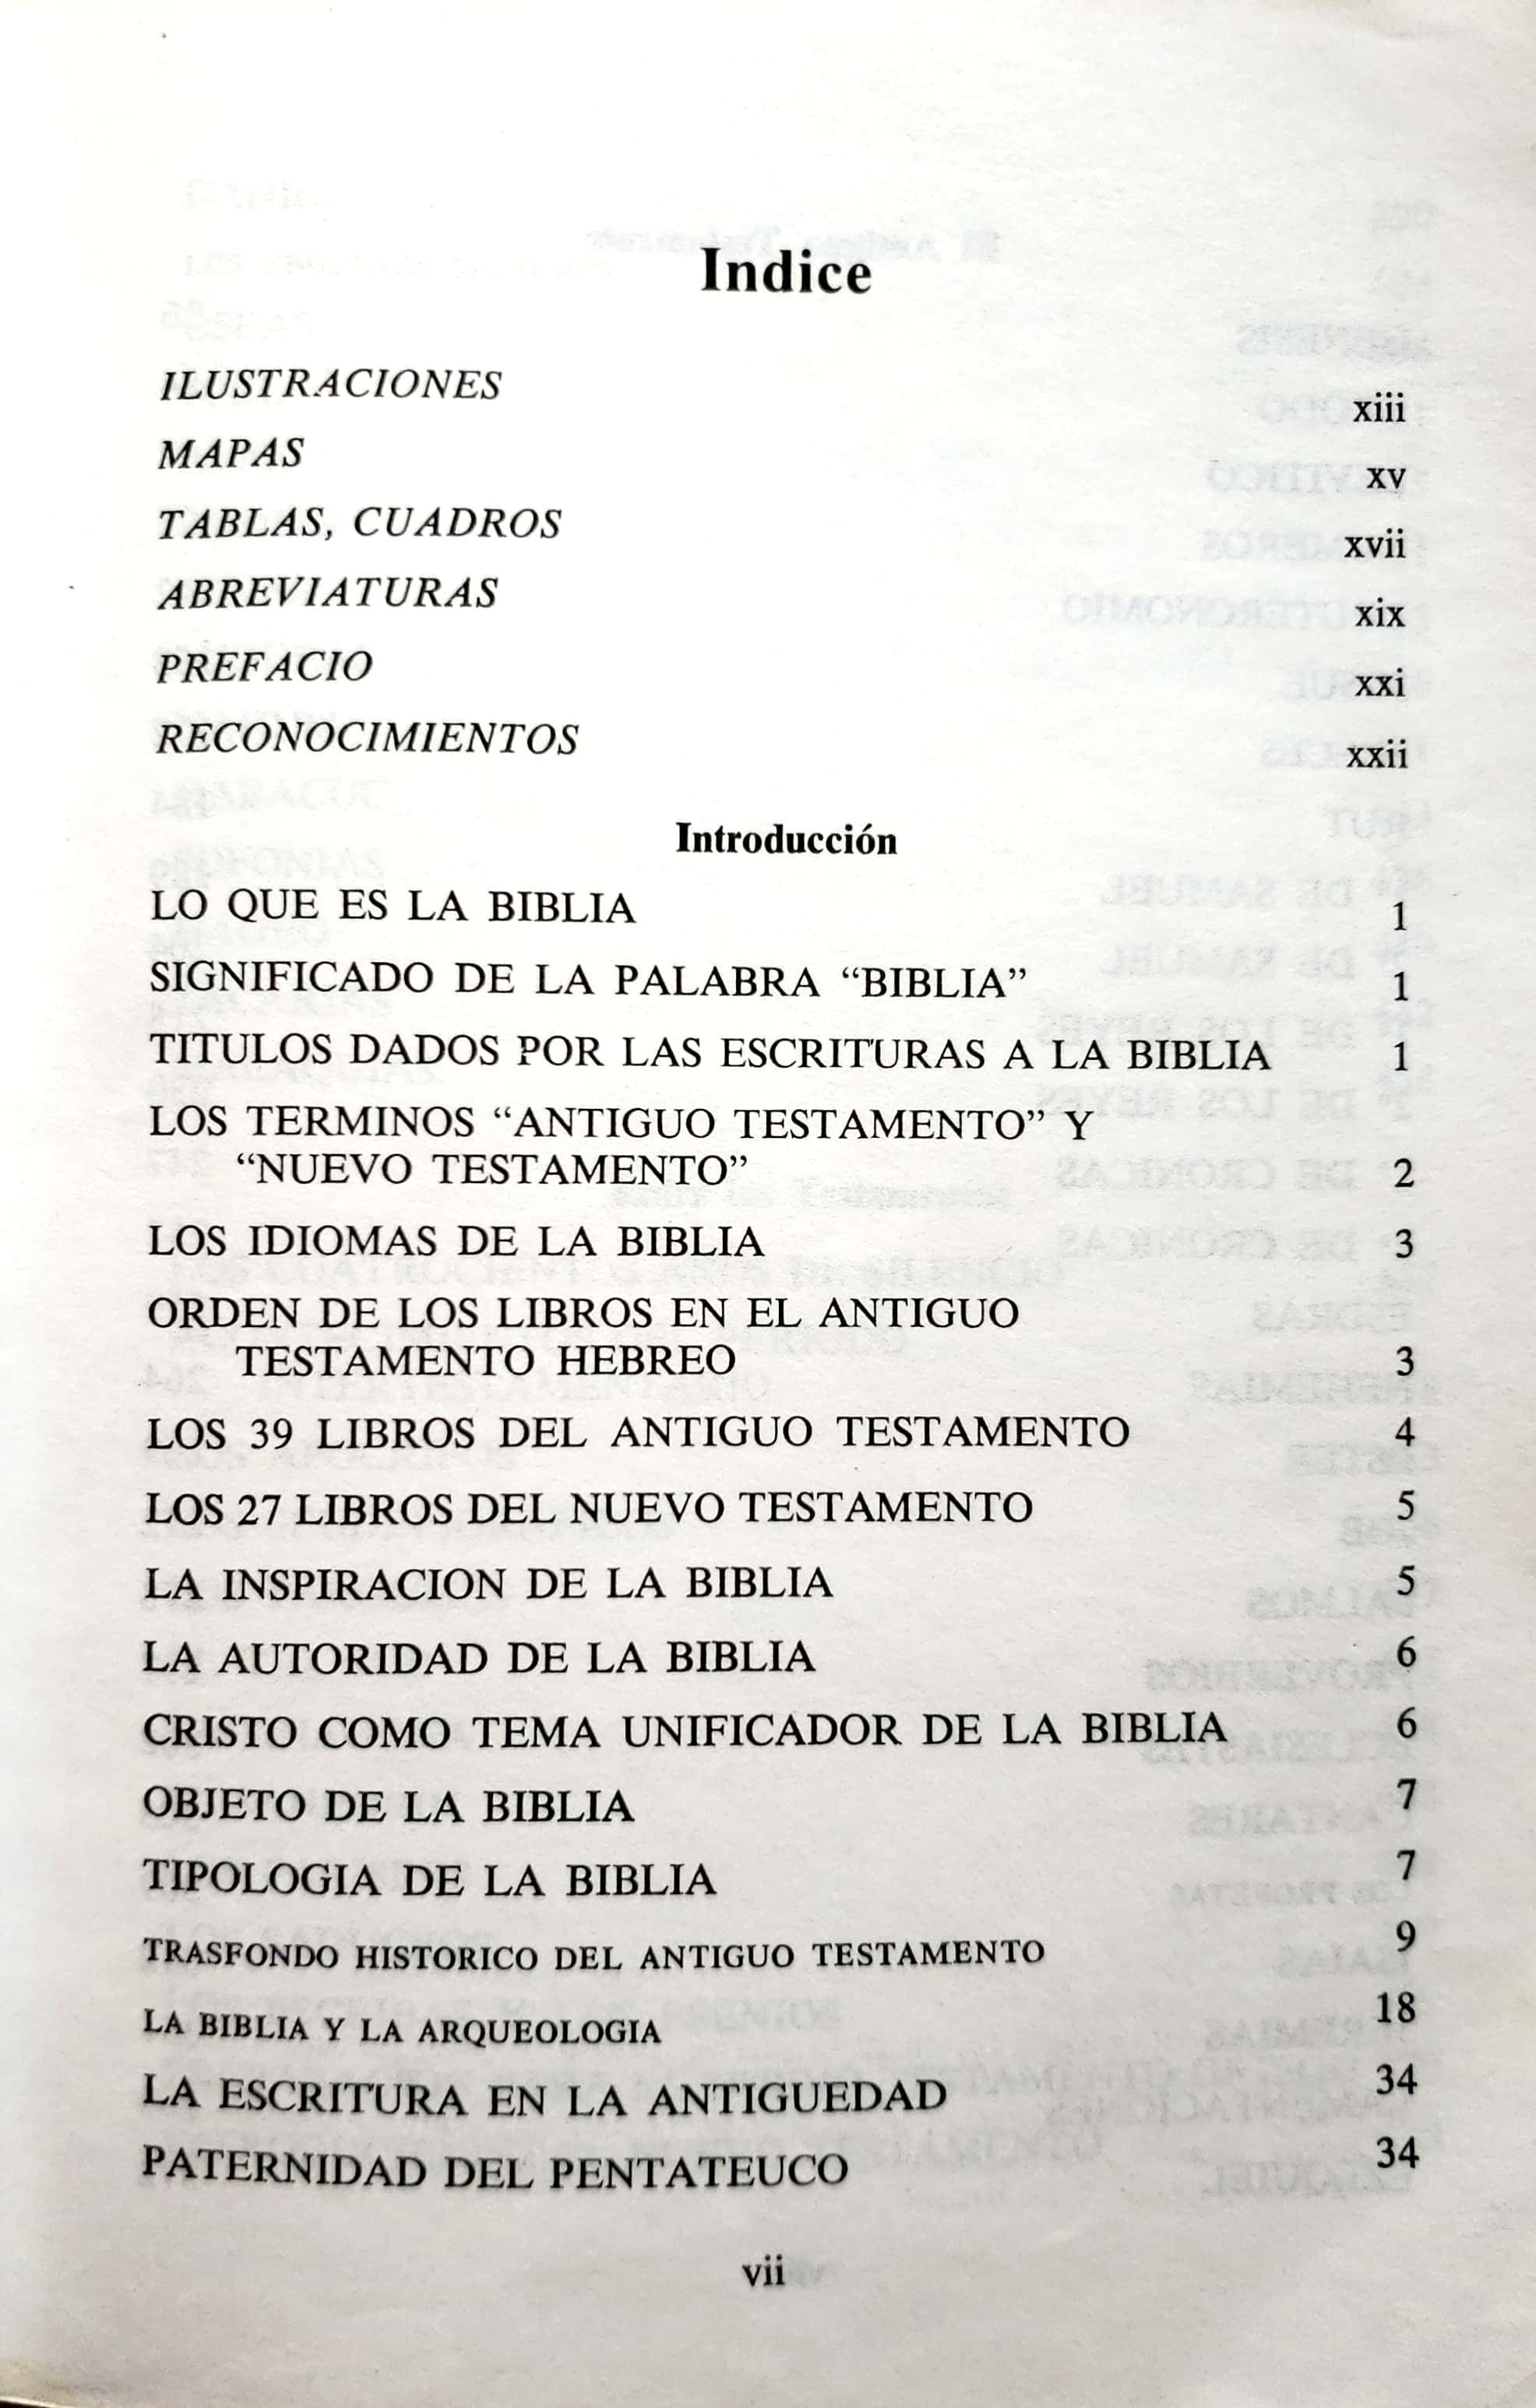 Indice
ILUSTRACIONES xiii
MAPAS xv
TABLAS, CUADROS xvii
ABREVIATURAS xix
PREFACIO xxi
RECONOCIMIENTOS xxii
Introducción
LO QUE ES LA BIBLIA 1
SIGNIFICADO DE LA PALABRA “BIBLIA” 1
TITULOS DADOS POR LAS ESCRITURAS A LA BIBLIA 1
LOS TERMINOS “ANTIGUO TESTAMENTO” Y
“NUEVO TESTAMENTO” 2
LOS IDIOMAS DE LA BIBLIA 3
ORDEN DE LOS LIBROS EN EL ANTIGUO
TESTAMENTO HEBREO 3
LOS 39 LIBROS DEL ANTIGUO TESTAMENTO 4
LOS 27 LIBROS DEL NUEVO TESTAMENTO 5
LA INSPIRACION DE LA BIBLIA 5
LA AUTORIDAD DE LA BIBLIA 6
CRISTO COMO TEMA UNIFICADOR DE LA BIBLIA 6
OBJETO DE LA BIBLIA 7
TIPOLOGIA DE LA BIBLIA 7
TRASFONDO HISTORICO DEL ANTIGUO TESTAMENTO 9
LA BIBLIA Y LA ARQUEOLOGIA 18
LA ESCRITURA EN LA ANTIGUEDAD 34
PATERNIDAD DEL PENTATEUCO 34
vii